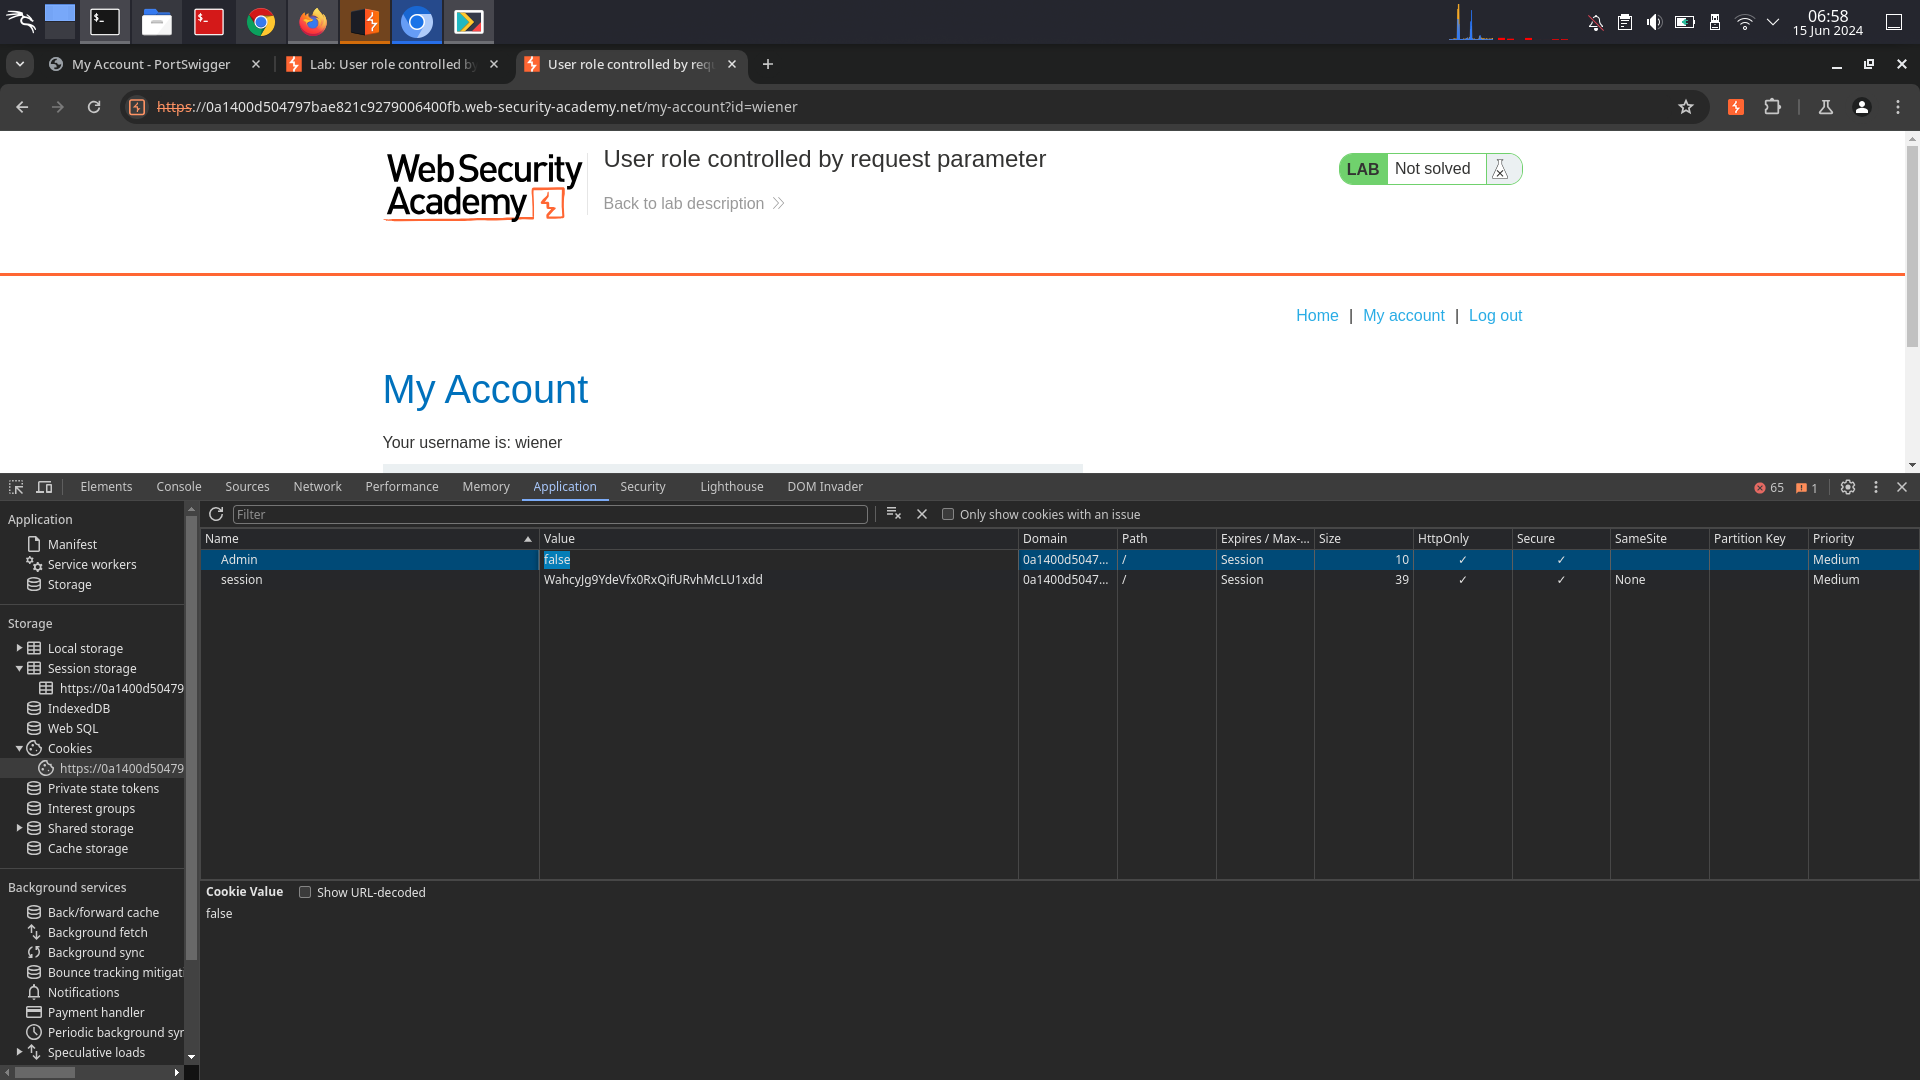 06:58
15 Jun 2024
My Account - PortSwigger
Lab: User role controlled by
User role controlled by req
https://0a1400d504797bae821c9279006400fb.web-security-academy.net/my-account?id=wiener
WebSecurity
Academy
User role controlled by request parameter
Back to lab description
LAB Not solved
Home | My account | Log out
My Account
Your username is: wiener
Elements Console Sources Network Performance Memory Application Security Lighthouse DOM Invader 65 1
Filter
Only show cookies with an issue
Name Value Domain Path Expires / Max-... Size HttpOnly Secure SameSite Partition Key Priority
Admin false 0a1400d5047... / Session 10 ✓ ✓ Medium
session WahcyJg9YdeVfx0RxQifURvhMcLU1xdd 0a1400d5047... / Session 39 ✓ ✓ None Medium
Application
Manifest
Service workers
Storage
Storage
Local storage
Session storage
https://0a1400d50479
IndexedDB
Web SQL
Cookies
https://0a1400d50479
Private state tokens
Interest groups
Shared storage
Cache storage
Background services
Back/forward cache
Background fetch
Background sync
Bounce tracking mitigati
Notifications
Payment handler
Periodic background syn
Speculative loads
Cookie Value Show URL-decoded
false